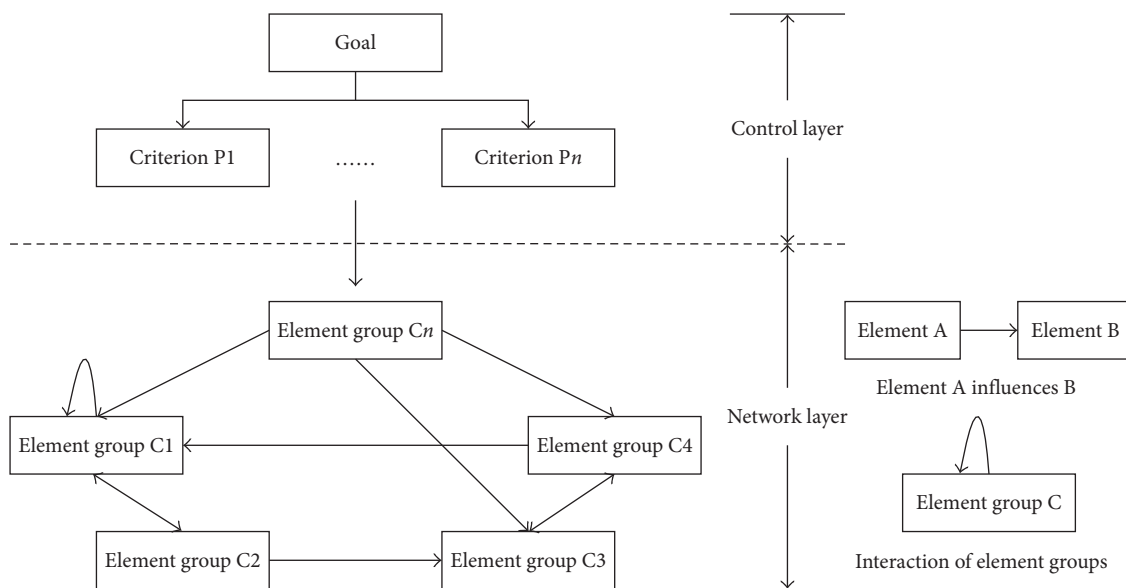 Goal
Criterion P1
......
Criterion Pn
Control layer
Element group Cn
Element group C1
Element group C4
Element group C2
Element group C3
Network layer
Element A
Element B
Element A influences B
Element group C
Interaction of element groups